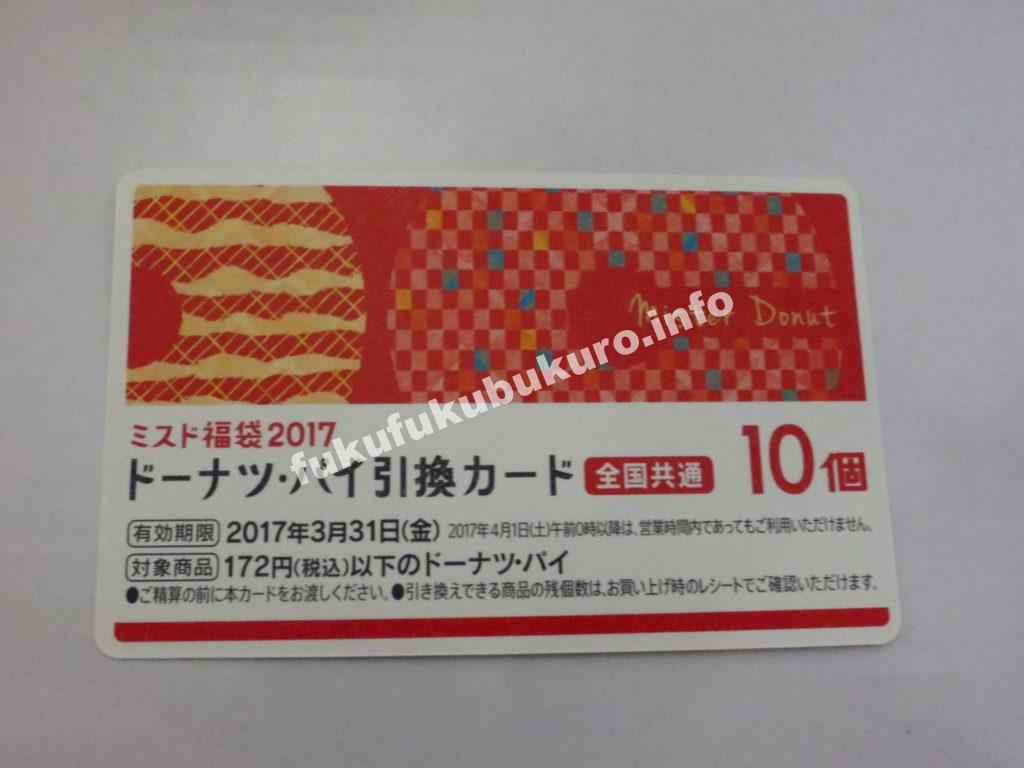 Mister Donut
fukufukubukuro.info
ミスド福袋2017
ドーナツ・パイ引換カード 全国共通 10個
有効期限 2017年3月31日(金) 2017年4月1日(土)午前0時以降は、営業時間内であってもご利用いただけません。
対象商品 172円(税込)以下のドーナツ・パイ
●ご精算の前に本カードをお渡しください。●引き換えできる商品の残個数は、お買い上げ時のレシートでご確認いただけます。